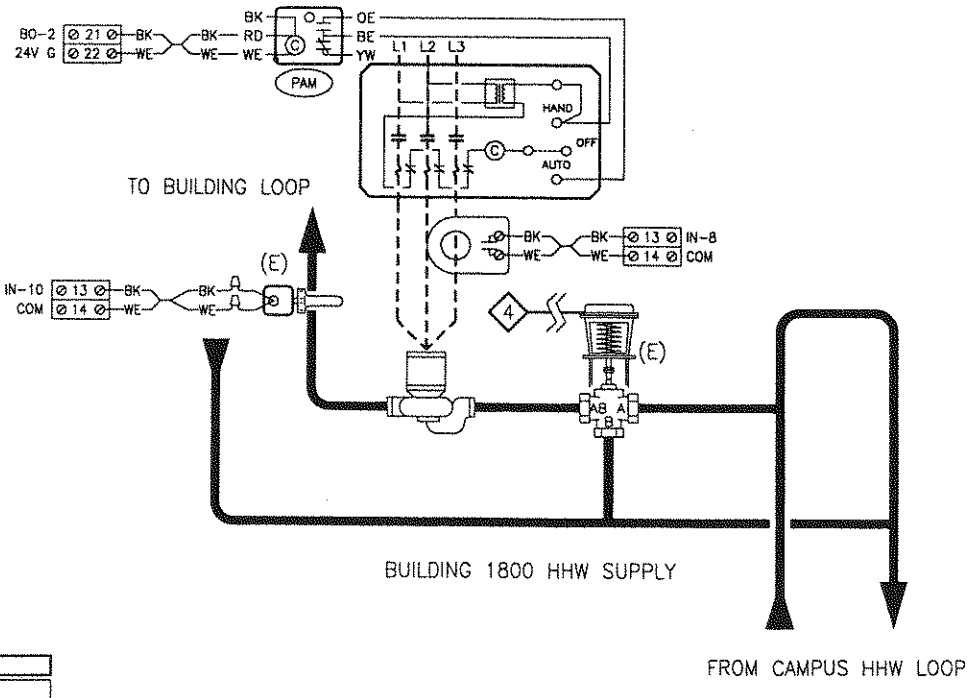 BK OE
BO-2 21 BK BK RD BE
24V G 22 WE WE WE C YW
PAM
L1 L2 L3
HAND
OFF
C
AUTO
TO BUILDING LOOP
BK BK 13 IN-8
WE WE 14 COM
(E)
IN-10 13 BK BK
COM 14 WE WE
4
(E)
AB A
B
BUILDING 1800 HHW SUPPLY
FROM CAMPUS HHW LOOP